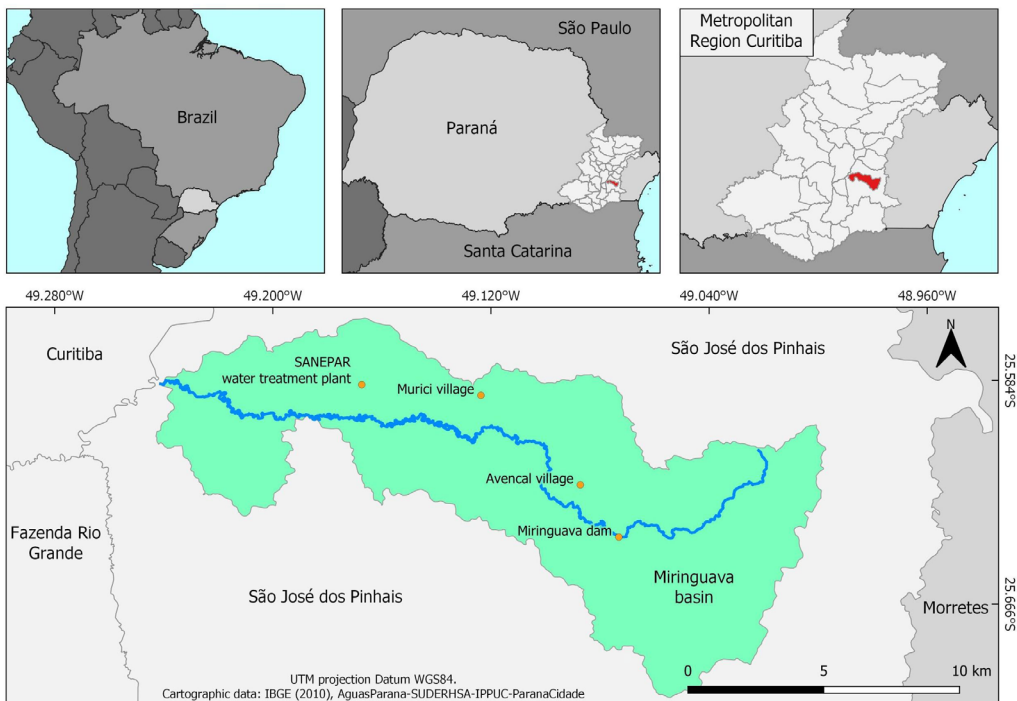 Brazil
São Paulo
Paraná
Santa Catarina
Metropolitan
Region Curitiba
49.280°W
49.200°W
49.120°W
49.040°W
48.960°W
Curitiba
SANEPAR
water treatment plant
Murici village
São José dos Pinhais
N
25.584°S
Avencal village
Miringuava dam
Fazenda Rio
Grande
São José dos Pinhais
Miringuava
basin
Morretes
25.666°S
0
5
10 km
UTM projection Datum WGS84.
Cartographic data: IBGE (2010), AguasParana-SUDERHSA-IPPUC-ParanaCidade